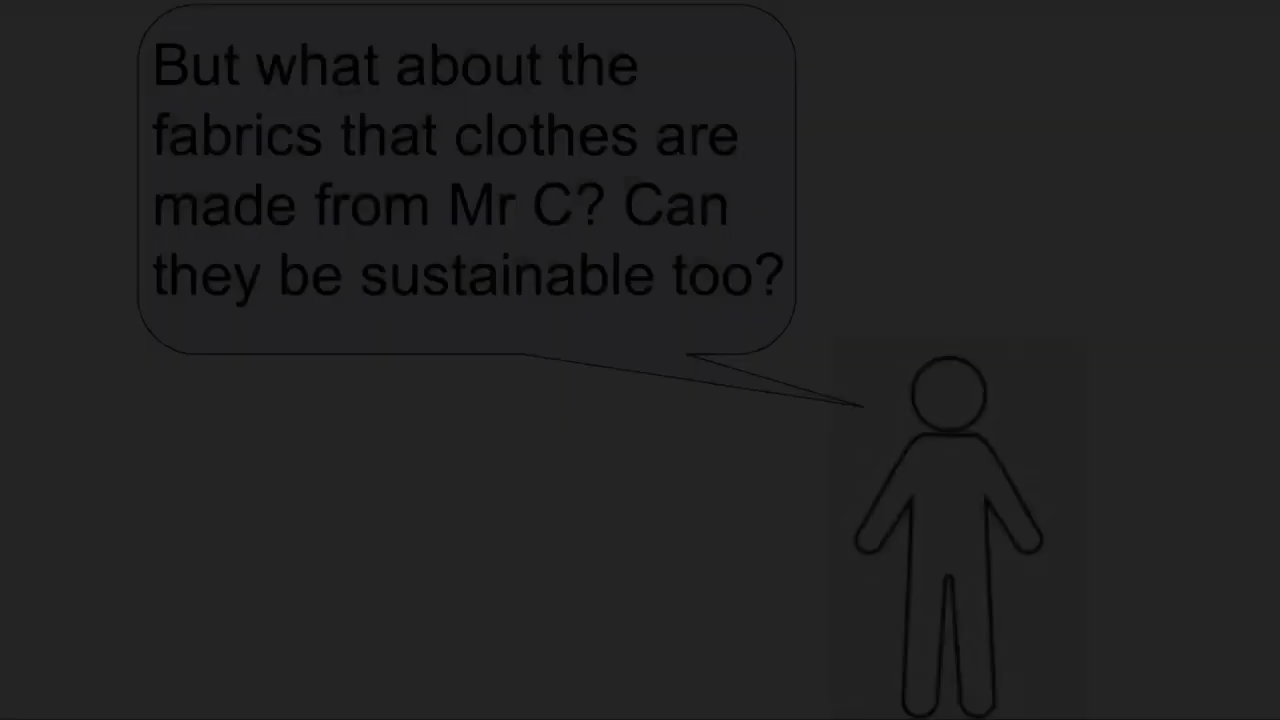 But what about the
fabrics that clothes are
made from Mr C? Can
they be sustainable too?